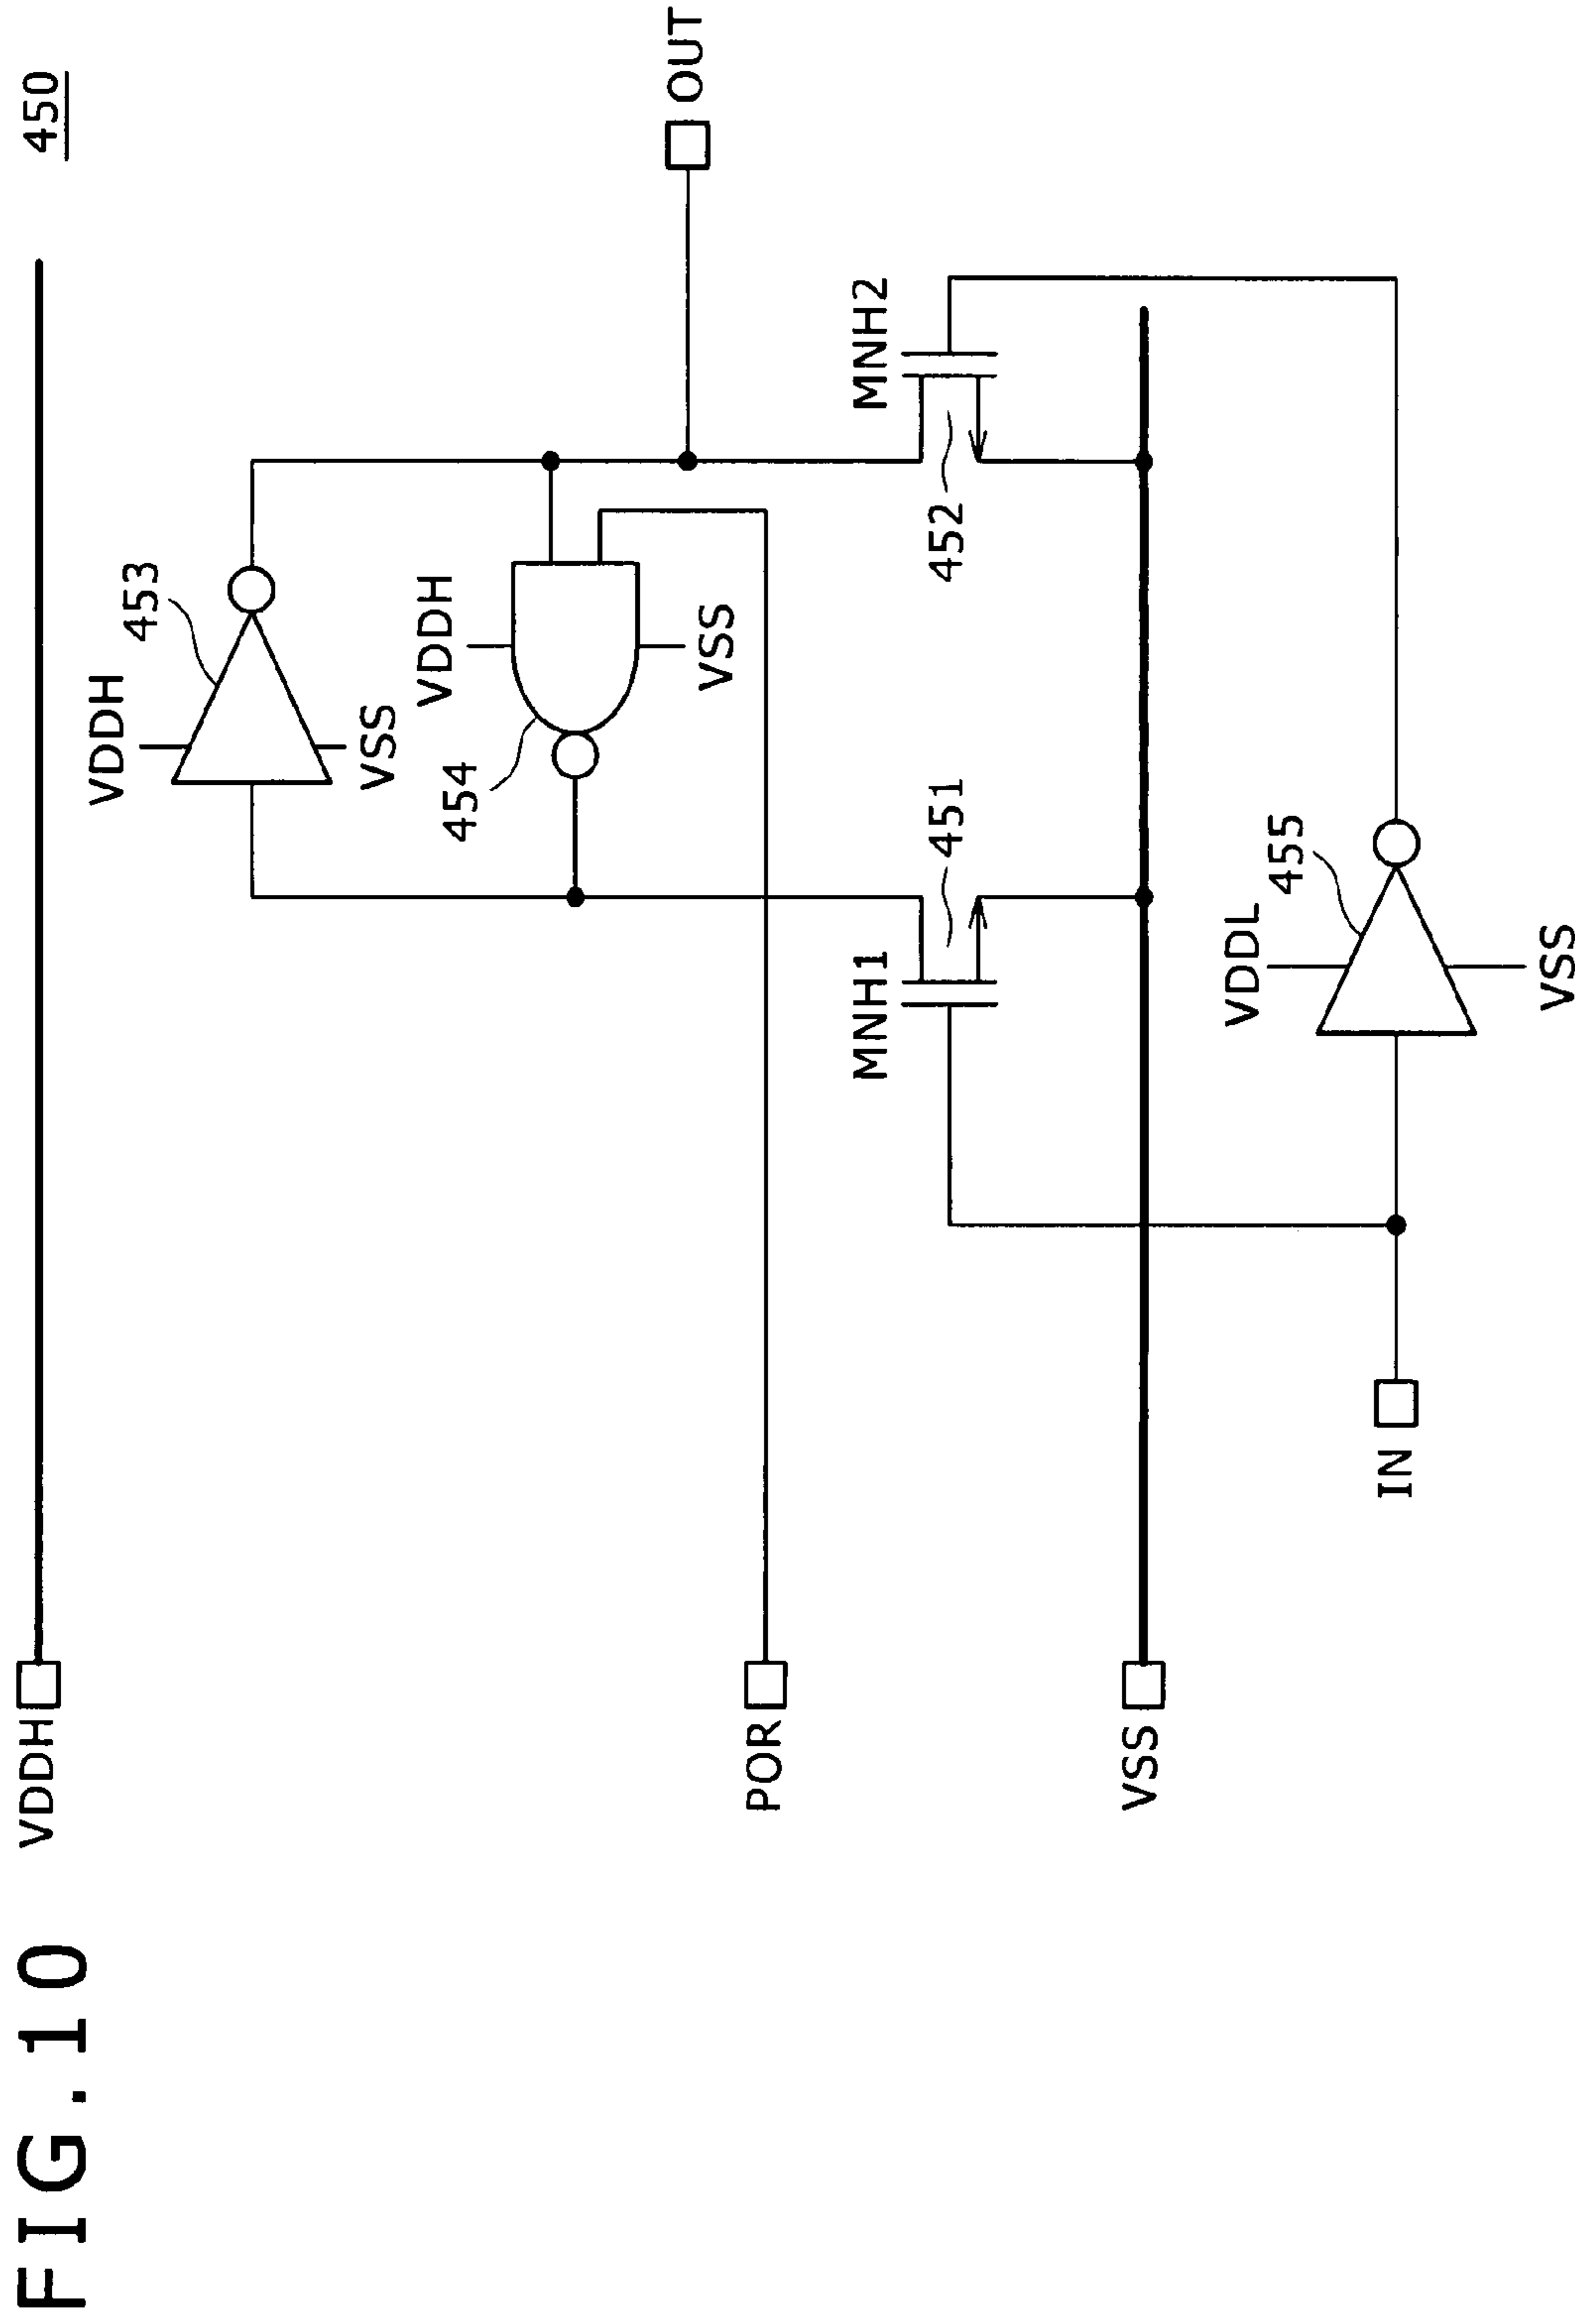 FIG.10
450
VDDH
VDDH
453
VSS
VDDH
454
VSS
OUT
POR
MNH1
451
MNH2
452
VSS
VDDL
455
IN
VSS